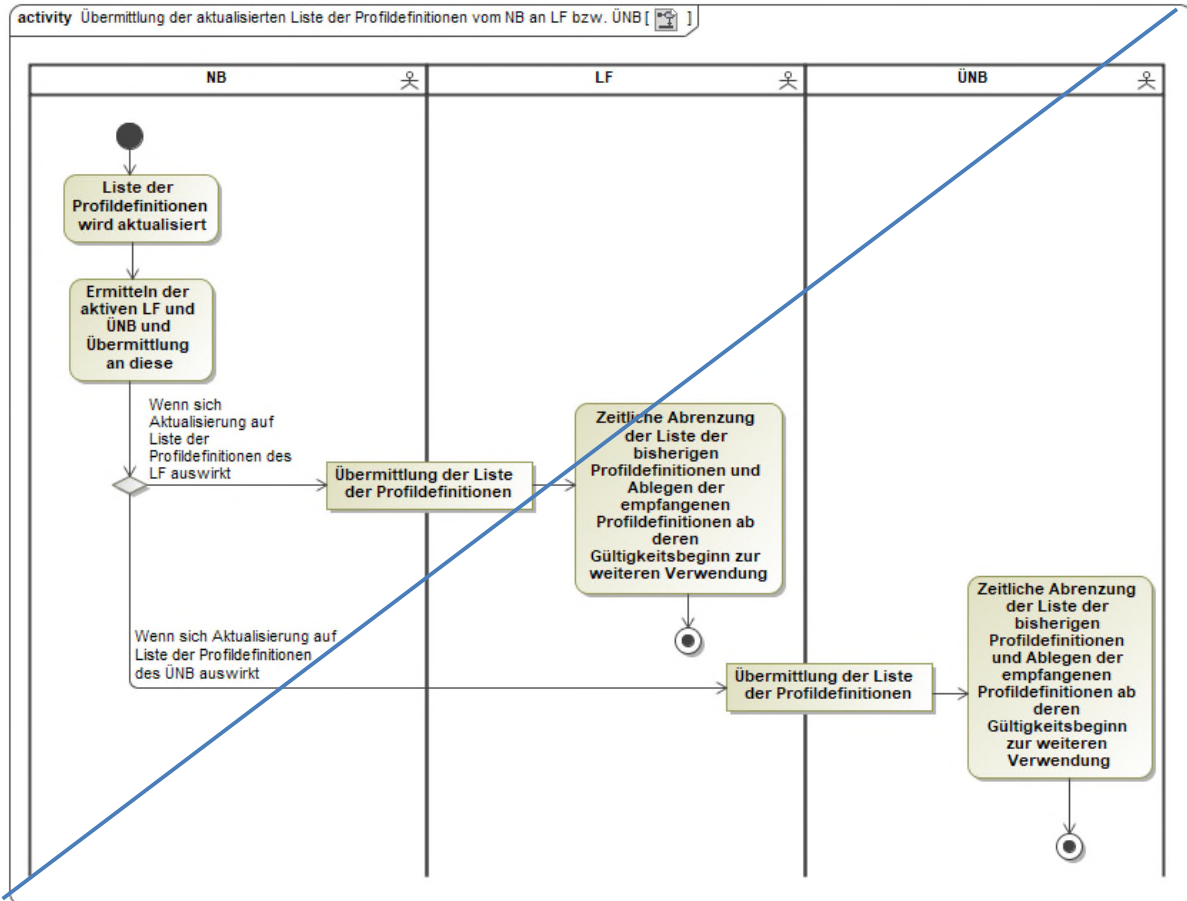 activity Übermittlung der aktualisierten Liste der Profildefinitionen vom NB an LF bzw. ÜNB [ ]
NB
LF
ÜNB
Liste der
Profildefinitionen
wird aktualisiert
Ermitteln der
aktiven LF und
ÜNB und
Übermittlung
an diese
Wenn sich
Aktualisierung auf
Liste der
Profildefinitionen des
LF auswirkt
Übermittlung der Liste
der Profildefinitionen
Zeitliche Abrenzung
der Liste der
bisherigen
Profildefinitionen und
Ablegen der
empfangenen
Profildefinitionen ab
deren
Gültigkeitsbeginn zur
weiteren Verwendung
Wenn sich Aktualisierung auf
Liste der Profildefinitionen
des ÜNB auswirkt
Übermittlung der Liste
der Profildefinitionen
Zeitliche Abrenzung
der Liste der
bisherigen
Profildefinitionen
und Ablegen der
empfangenen
Profildefinitionen ab
deren
Gültigkeitsbeginn
zur weiteren
Verwendung